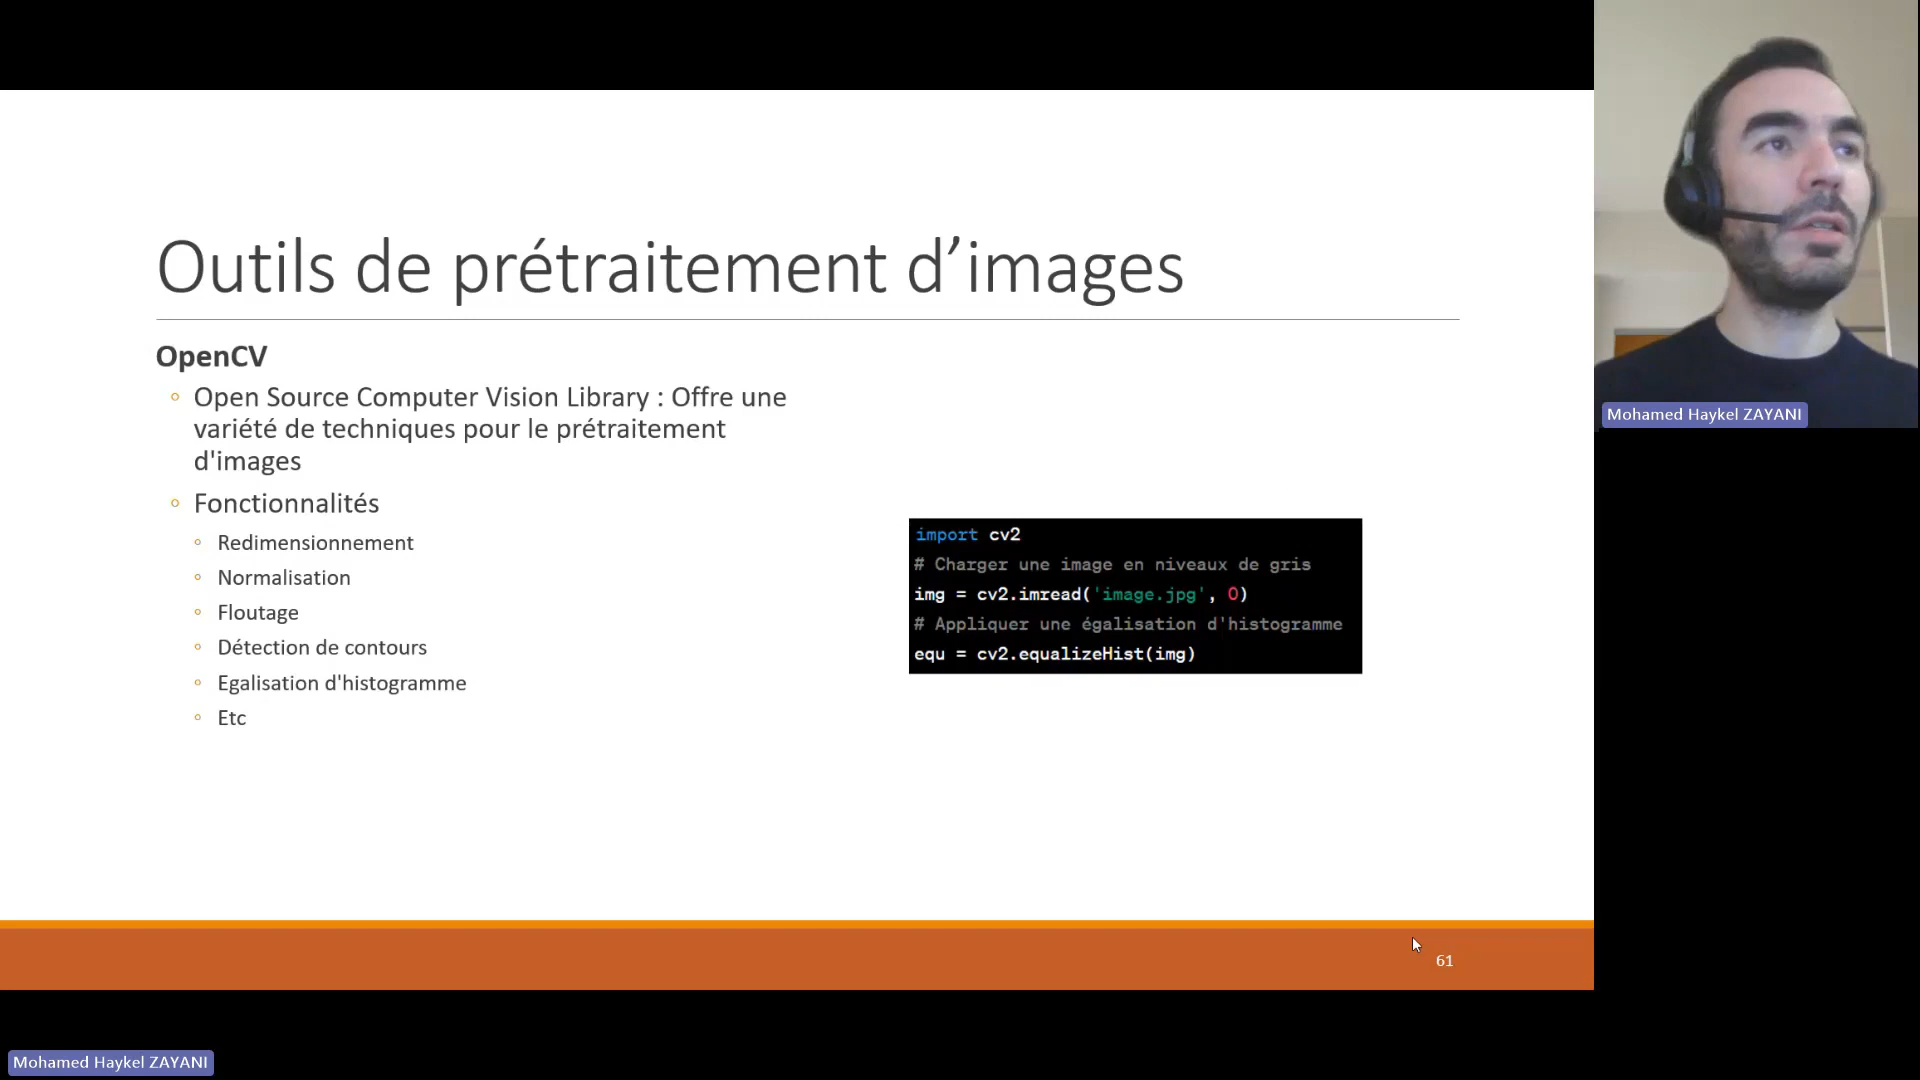 Outils de prétraitement d’images
OpenCV
Open Source Computer Vision Library : Offre une
variété de techniques pour le prétraitement
d'images
Fonctionnalités
Redimensionnement
Normalisation
Floutage
Détection de contours
Egalisation d'histogramme
Etc
import cv2
# Charger une image en niveaux de gris
img = cv2.imread('image.jpg', 0)
# Appliquer une égalisation d'histogramme
equ = cv2.equalizeHist(img)
61
Mohamed Haykel ZAYANI
Mohamed Haykel ZAYANI